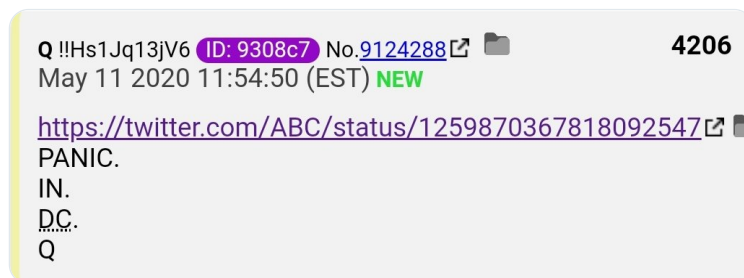 Q !!Hs1Jq13jV6 ID: 9308c7 No.9124288 4206
May 11 2020 11:54:50 (EST) NEW
https://twitter.com/ABC/status/1259870367818092547
PANIC.
IN.
DC.
Q